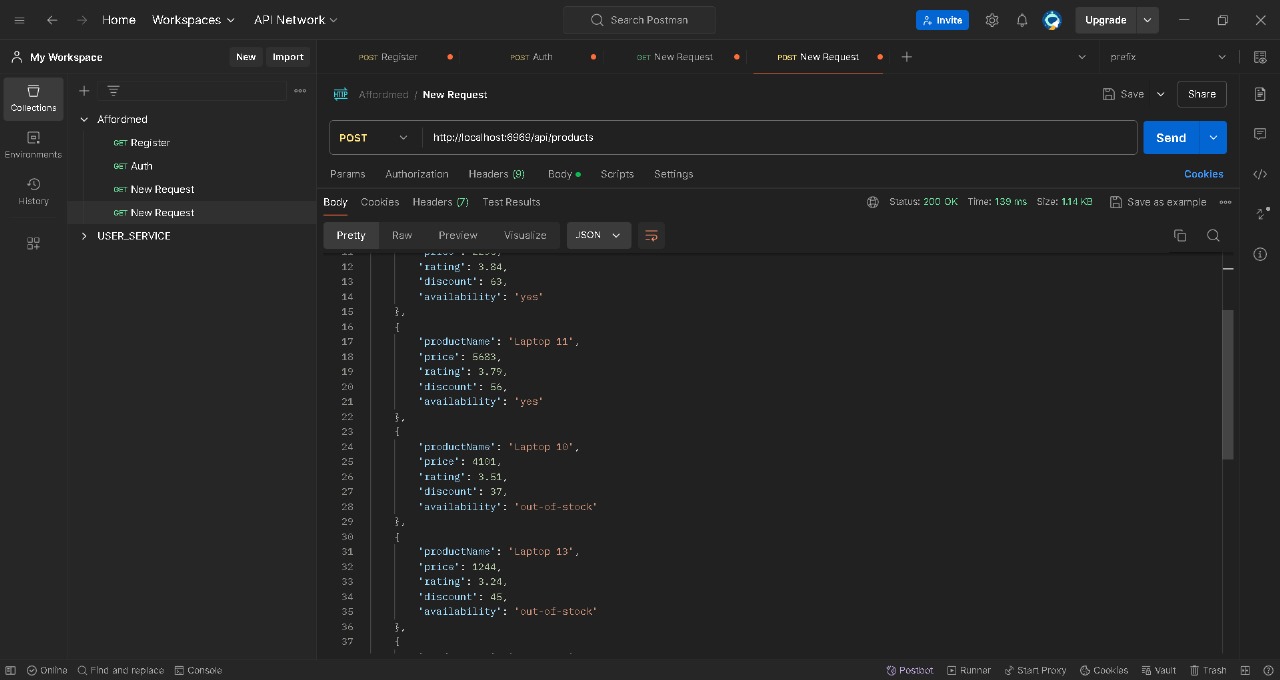 Home Workspaces API Network Search Postman Invite Upgrade
My Workspace New Import POST Register POST Auth GET New Request POST New Request prefix
Collections
Environments
History
Affordmed
GET Register
GET Auth
GET New Request
GET New Request
USER_SERVICE
Affordmed / New Request Save Share
POST http://localhost:6969/api/products Send
Params Authorization Headers (9) Body Scripts Settings Cookies
Body Cookies Headers (7) Test Results Status: 200 OK Time: 139 ms Size: 1.14 KB Save as example
Pretty Raw Preview Visualize JSON
12 "rating": 3.84,
13 "discount": 63,
14 "availability": "yes"
15 },
16 {
17 "productName": "Laptop 11",
18 "price": 5683,
19 "rating": 3.79,
20 "discount": 56,
21 "availability": "yes"
22 },
23 {
24 "productName": "Laptop 10",
25 "price": 4101,
26 "rating": 3.51,
27 "discount": 37,
28 "availability": "out-of-stock"
29 },
30 {
31 "productName": "Laptop 13",
32 "price": 1244,
33 "rating": 3.24,
34 "discount": 45,
35 "availability": "out-of-stock"
36 },
37 {
Online Find and replace Console Postbot Runner Start Proxy Cookies Vault Trash